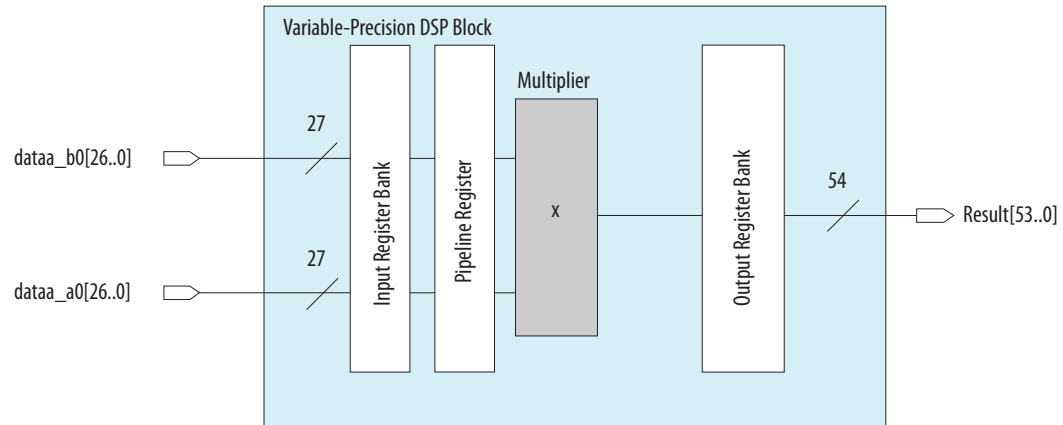 Variable-Precision DSP Block
Multiplier
27
dataa_b0[26..0]
Input Register Bank
Pipeline Register
x
Output Register Bank
54
Result[53..0]
27
dataa_a0[26..0]